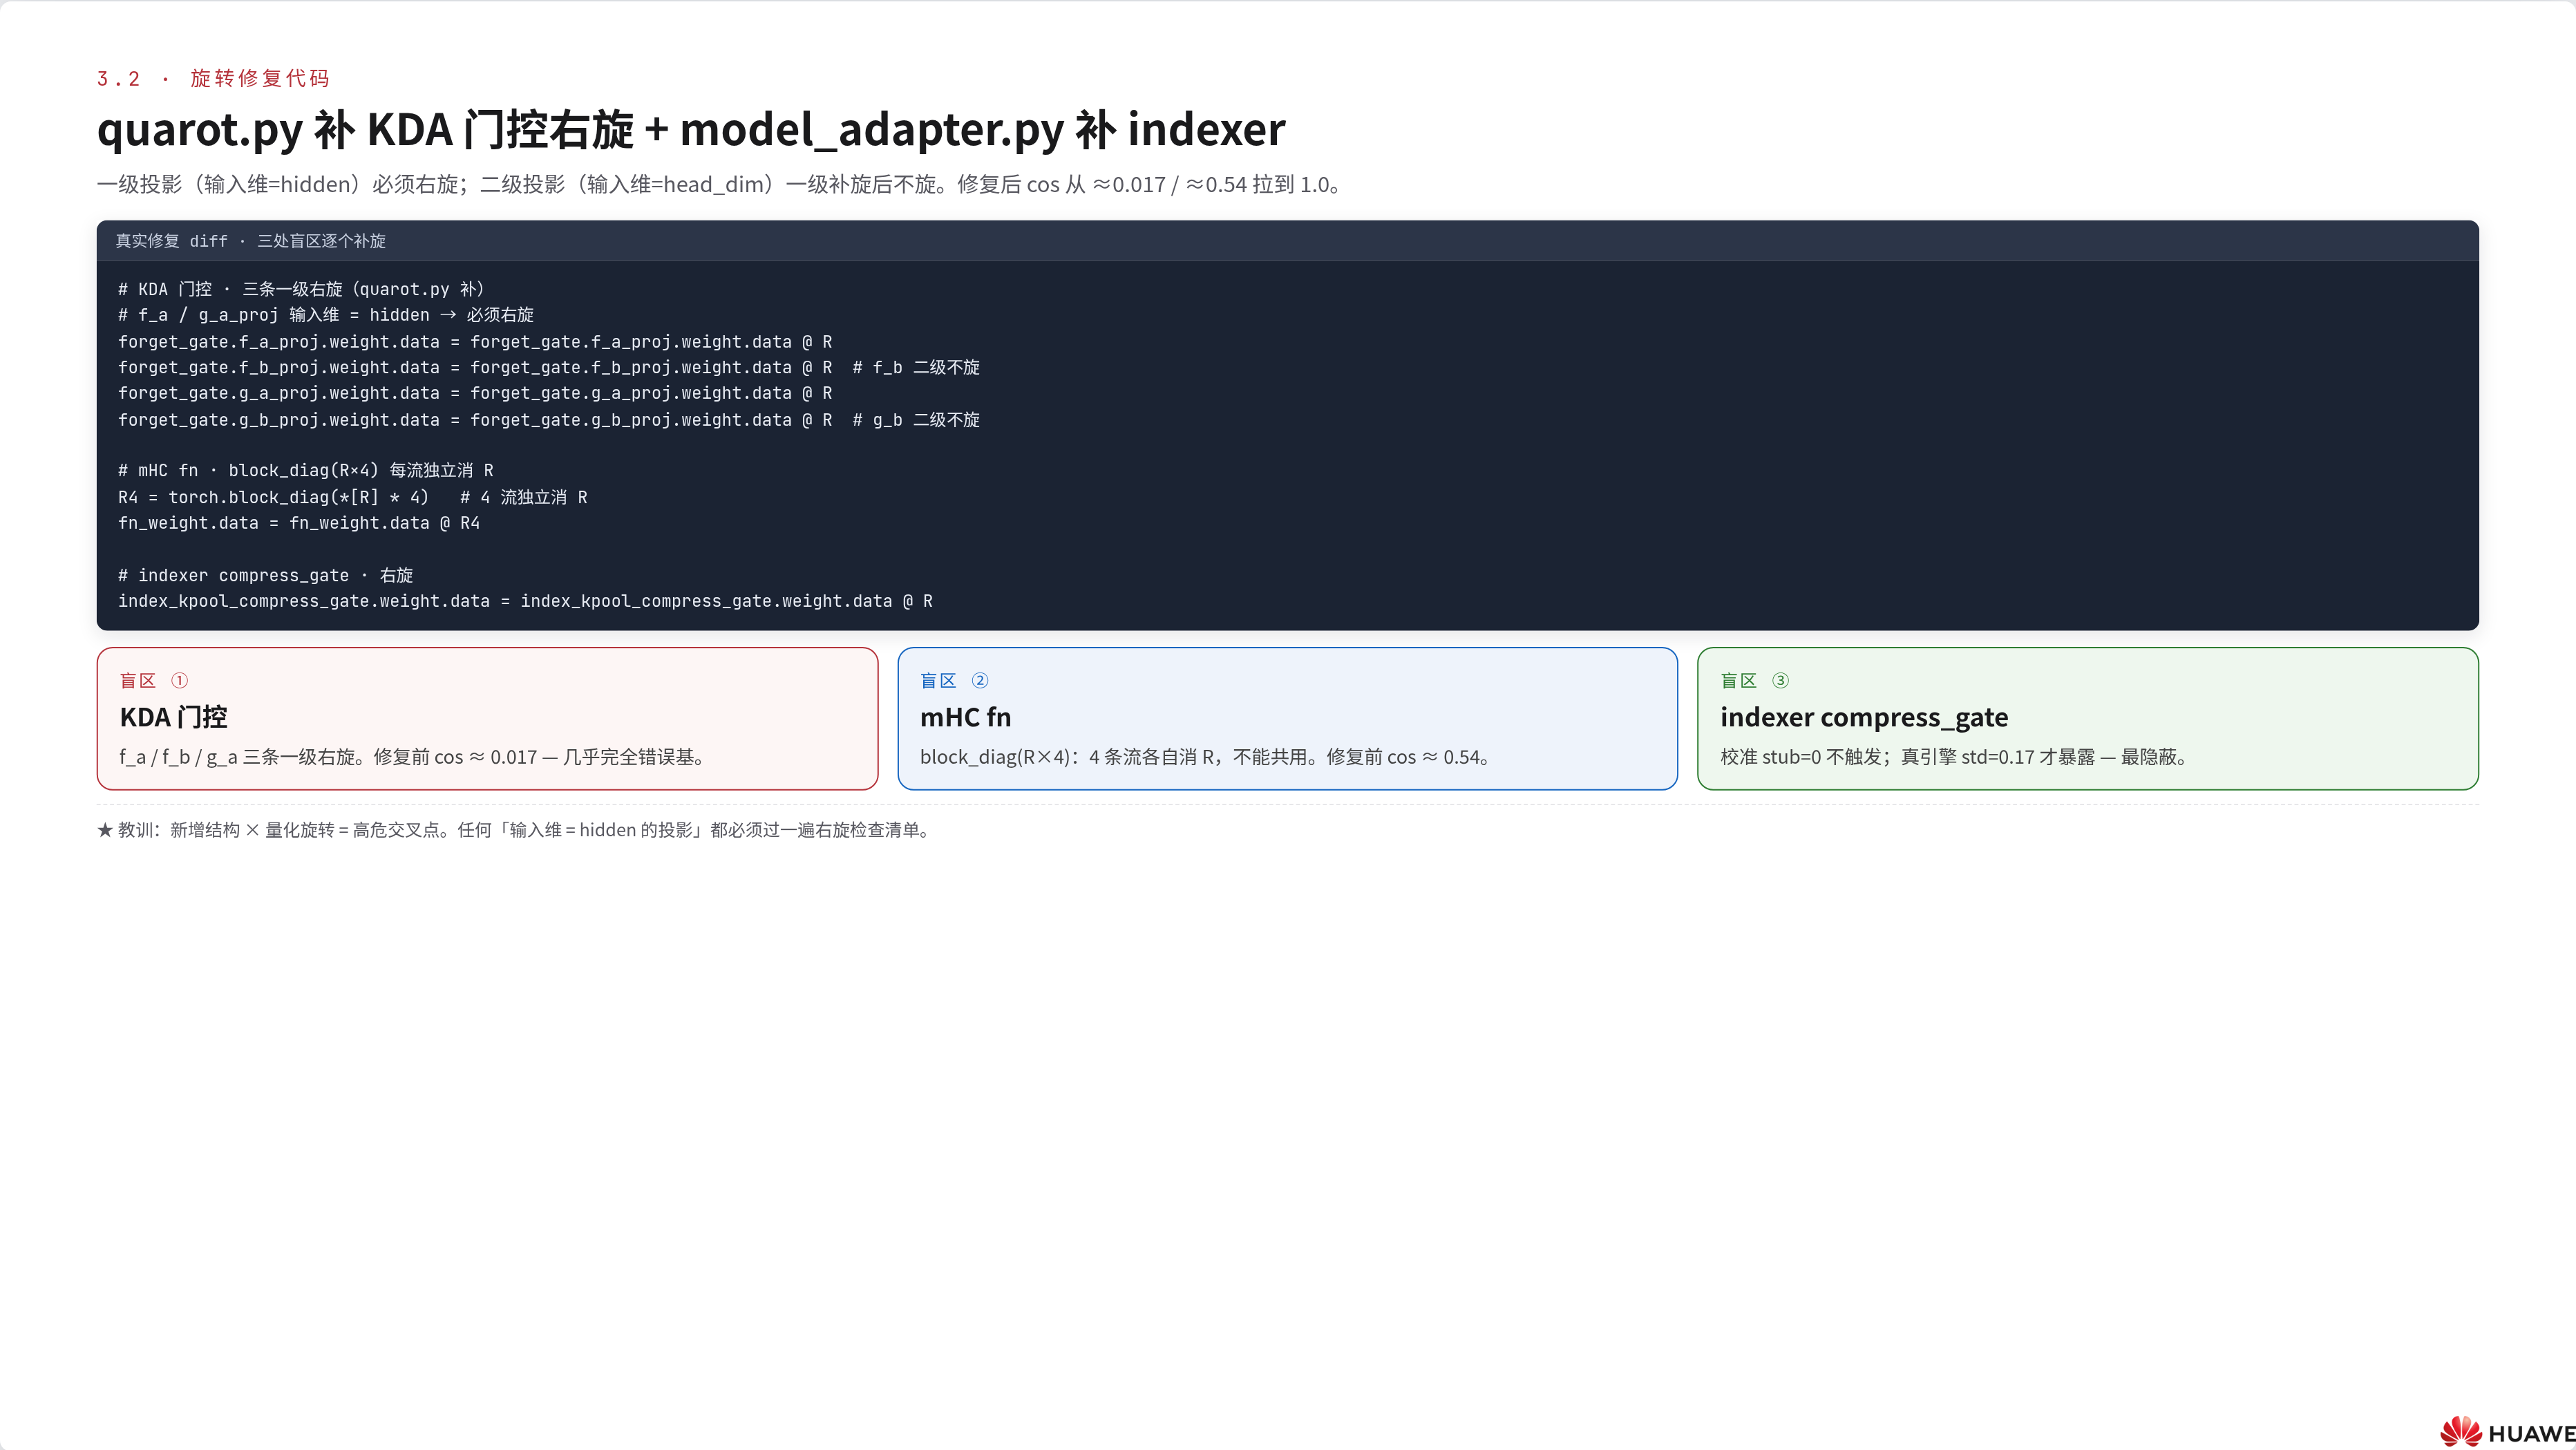 3.2 · 旋转修复代码
quarot.py 补 KDA 门控右旋 + model_adapter.py 补 indexer
一级投影（输入维=hidden）必须右旋；二级投影（输入维=head_dim）一级补旋后不旋。修复后 cos 从 ≈0.017 / ≈0.54 拉到 1.0。
真实修复 diff · 三处盲区逐个补旋
# KDA 门控 · 三条一级右旋（quarot.py 补）
# f_a / g_a_proj 输入维 = hidden → 必须右旋
forget_gate.f_a_proj.weight.data = forget_gate.f_a_proj.weight.data @ R
forget_gate.f_b_proj.weight.data = forget_gate.f_b_proj.weight.data @ R  # f_b 二级不旋
forget_gate.g_a_proj.weight.data = forget_gate.g_a_proj.weight.data @ R
forget_gate.g_b_proj.weight.data = forget_gate.g_b_proj.weight.data @ R  # g_b 二级不旋
# mHC fn · block_diag(R×4) 每流独立消 R
R4 = torch.block_diag(*[R] * 4)   # 4 流独立消 R
fn_weight.data = fn_weight.data @ R4
# indexer compress_gate · 右旋
index_kpool_compress_gate.weight.data = index_kpool_compress_gate.weight.data @ R
盲区 ①
KDA 门控
f_a / f_b / g_a 三条一级右旋。修复前 cos ≈ 0.017 — 几乎完全错误基。
盲区 ②
mHC fn
block_diag(R×4)：4 条流各自消 R，不能共用。修复前 cos ≈ 0.54。
盲区 ③
indexer compress_gate
校准 stub=0 不触发；真引擎 std=0.17 才暴露 — 最隐蔽。
★ 教训：新增结构 × 量化旋转 = 高危交叉点。任何「输入维 = hidden 的投影」都必须过一遍右旋检查清单。
HUAWE